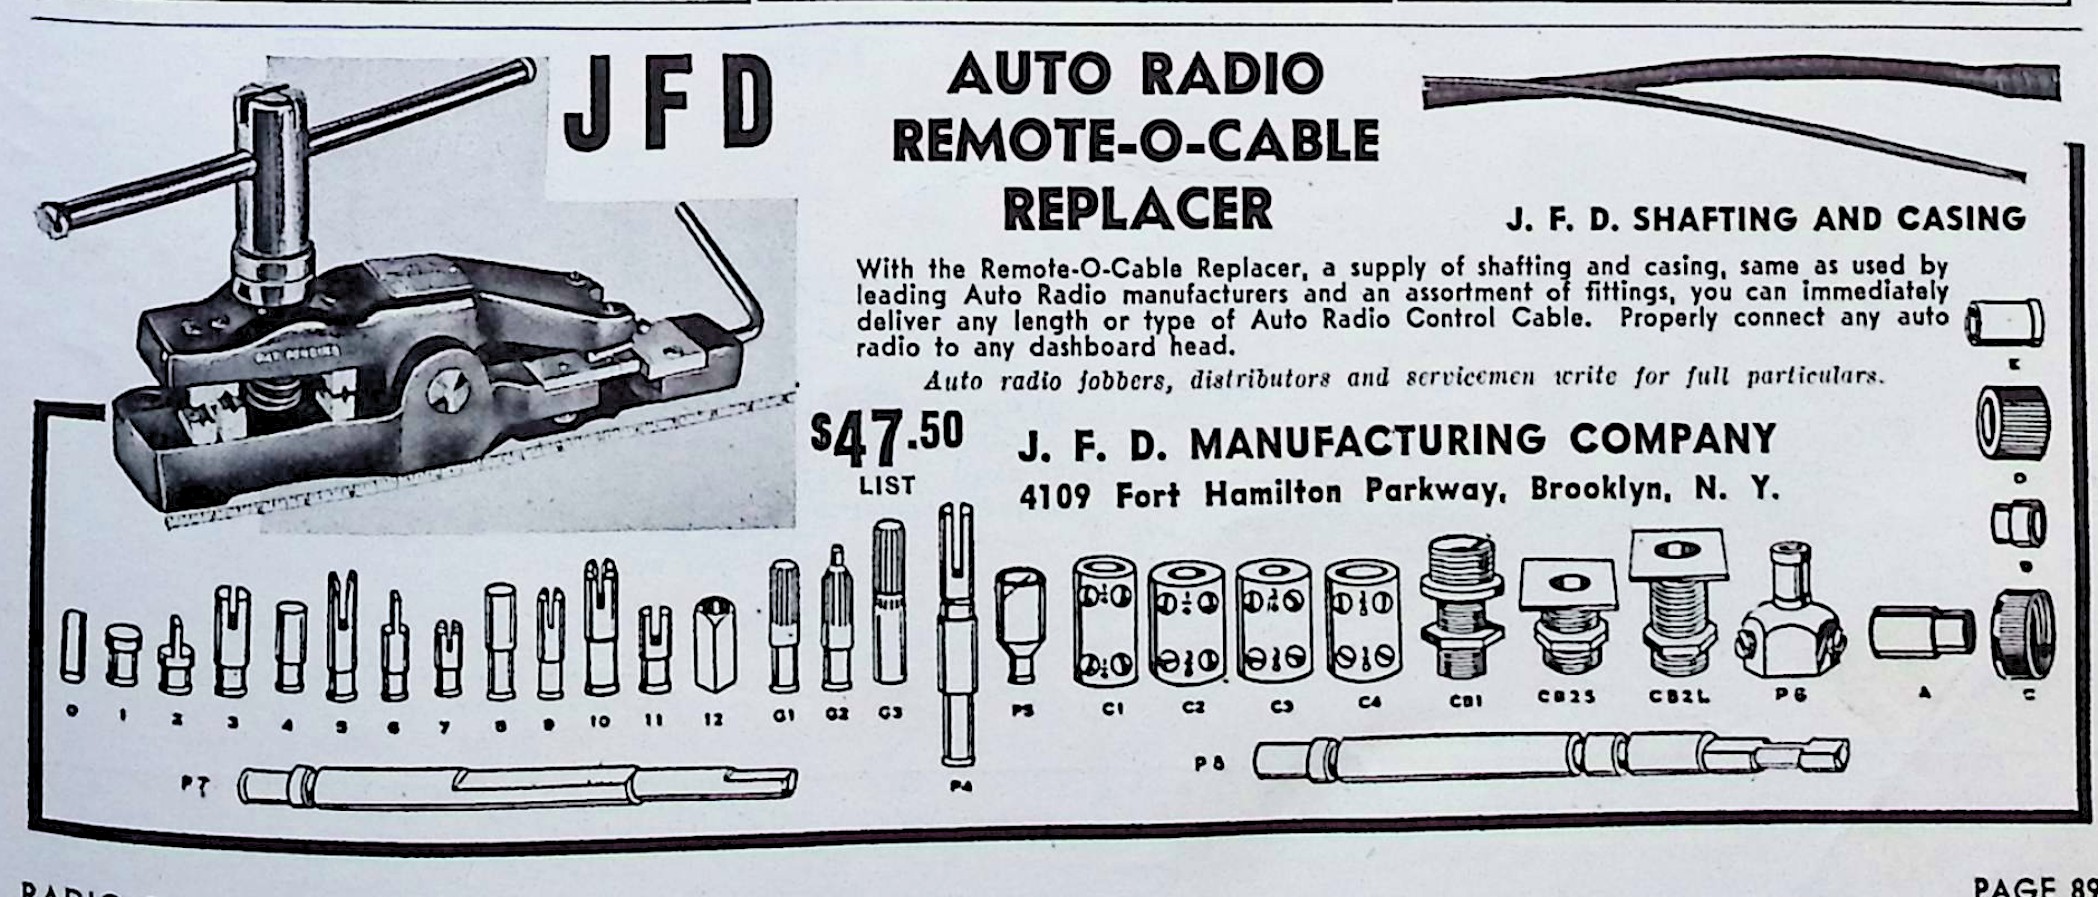 JFD
AUTO RADIO
REMOTE-O-CABLE
REPLACER
J. F. D. SHAFTING AND CASING
With the Remote-O-Cable Replacer, a supply of shafting and casing, same as used by
leading Auto Radio manufacturers and an assortment of fittings, you can immediately
deliver any length or type of Auto Radio Control Cable. Properly connect any auto
radio to any dashboard head.
Auto radio jobbers, distributors and servicemen write for full particulars.
$47.50
LIST
J. F. D. MANUFACTURING COMPANY
4109 Fort Hamilton Parkway, Brooklyn, N. Y.
E
D
0 1 2 3 4 5 6 7 8 9 10 11 12 G1 G2 G3 P4 P5 C1 C2 C3 C4 CB1 CB2S CB2L P6 A C
P7
P8
PAGE 89